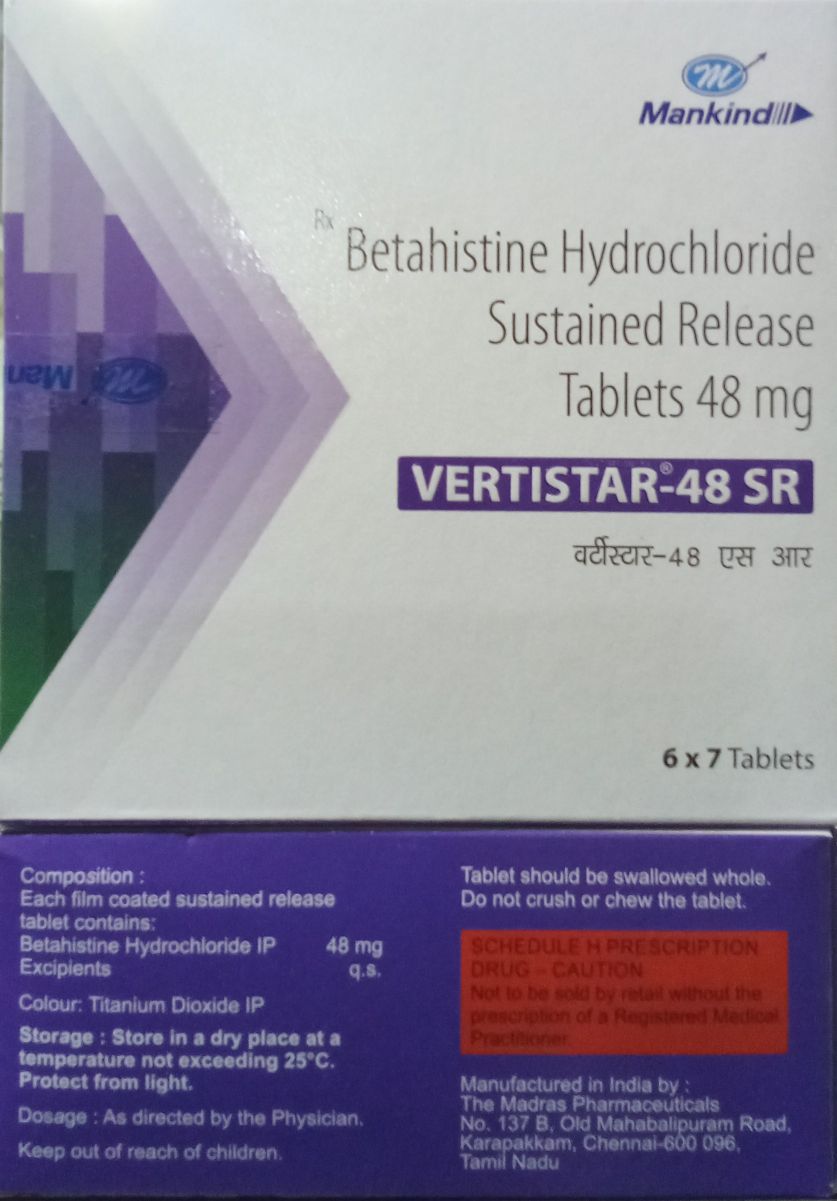 Mankind
Rx
Betahistine Hydrochloride
Sustained Release
Tablets 48 mg
VERTISTAR®-48 SR
वर्टीस्टार-48 एस आर
6 x 7 Tablets
Composition :
Each film coated sustained release
tablet contains:
Betahistine Hydrochloride IP 48 mg
Excipients q.s.
Colour: Titanium Dioxide IP
Storage : Store in a dry place at a
temperature not exceeding 25°C.
Protect from light.
Dosage : As directed by the Physician.
Keep out of reach of children.
Tablet should be swallowed whole.
Do not crush or chew the tablet.
SCHEDULE H PRESCRIPTION
DRUG – CAUTION
Not to be sold by retail without the
prescription of a Registered Medical
Practitioner.
Manufactured in India by :
The Madras Pharmaceuticals
No. 137 B, Old Mahabalipuram Road,
Karapakkam, Chennai-600 096,
Tamil Nadu